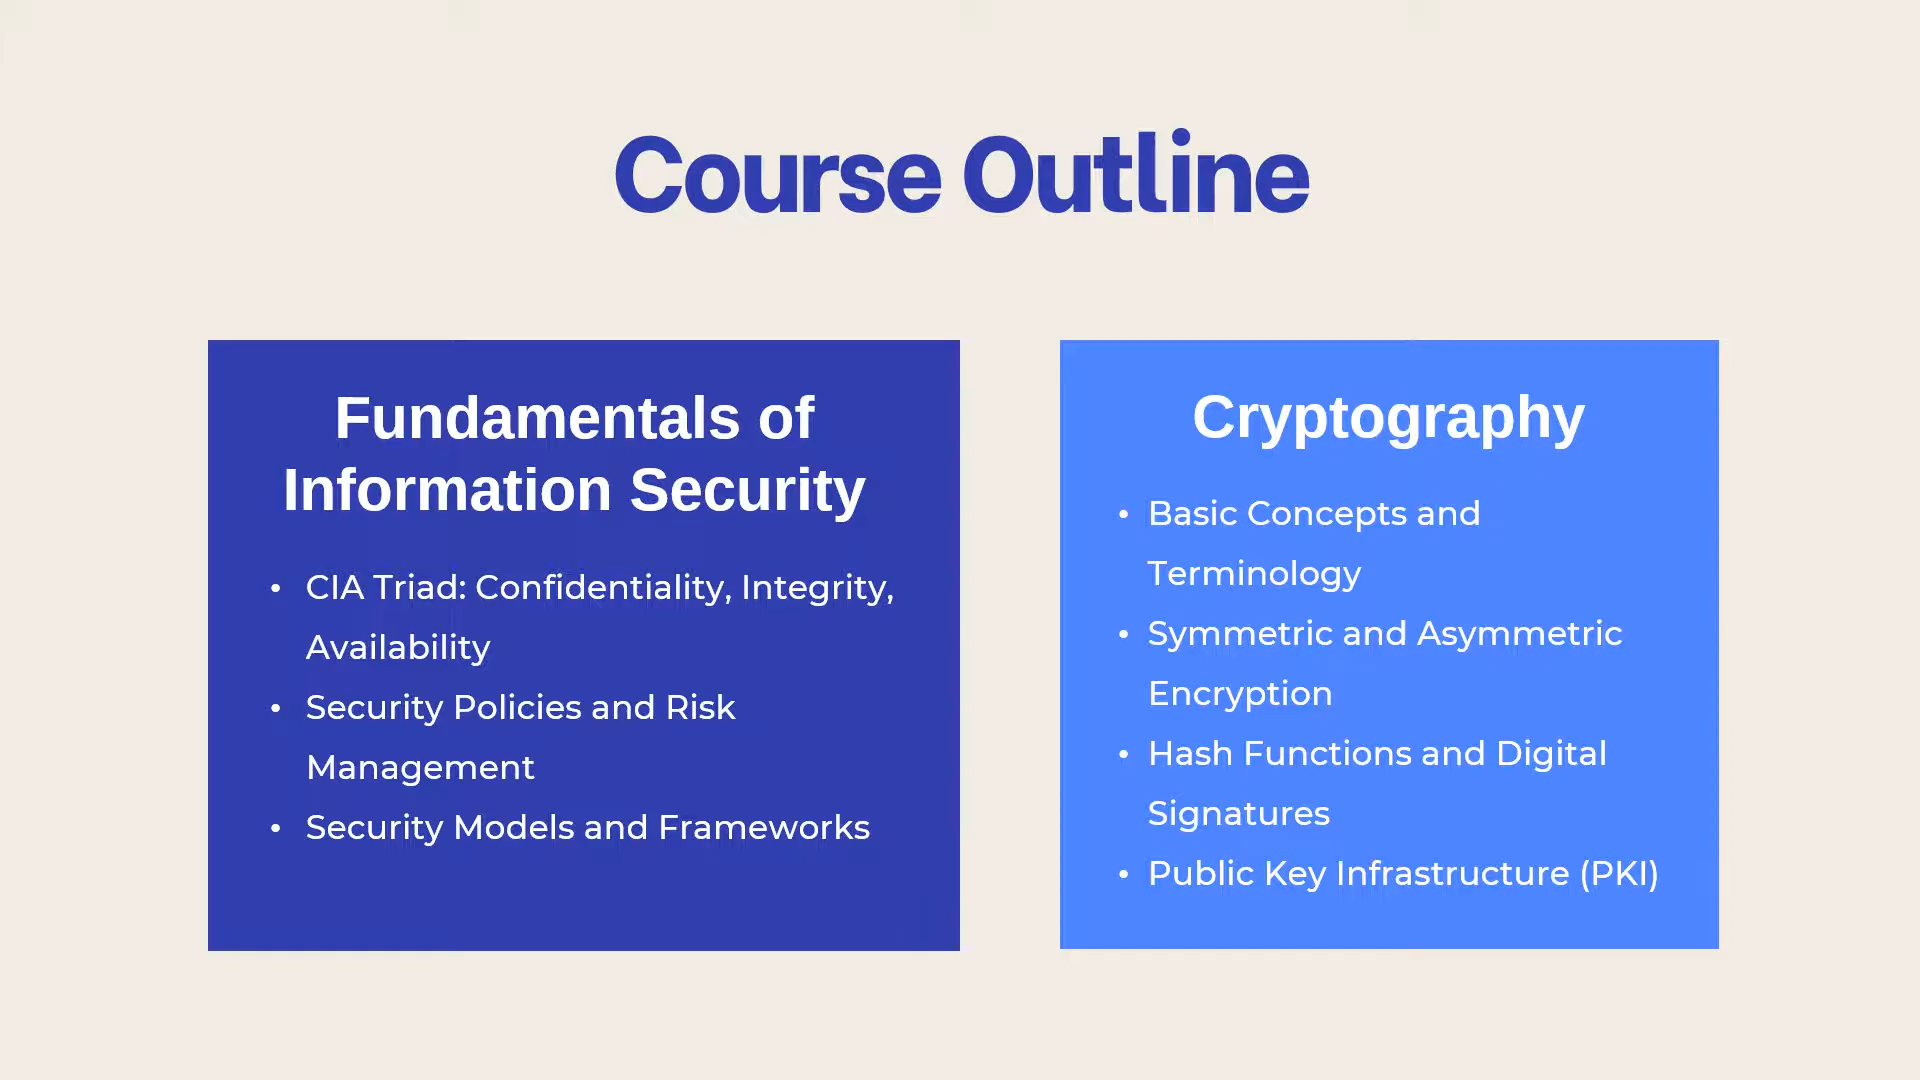 Course Outline
Fundamentals of
Information Security
• CIA Triad: Confidentiality, Integrity,
Availability
• Security Policies and Risk
Management
• Security Models and Frameworks
Cryptography
• Basic Concepts and
Terminology
• Symmetric and Asymmetric
Encryption
• Hash Functions and Digital
Signatures
• Public Key Infrastructure (PKI)